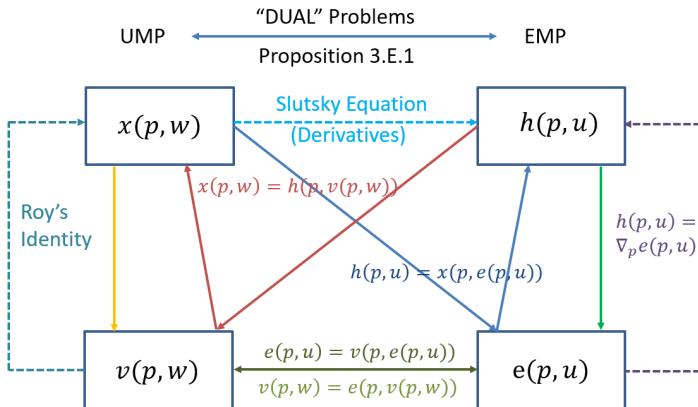 “DUAL” Problems
UMP
EMP
Proposition 3.E.1
x(p, w)
Slutsky Equation
(Derivatives)
h(p, u)
x(p, w) = h(p, v(p, w))
Roy’s
Identity
h(p, u) =
∇ₚe(p, u)
h(p, u) = x(p, e(p, u))
v(p, w)
e(p, u) = v(p, e(p, u))
v(p, w) = e(p, v(p, w))
e(p, u)